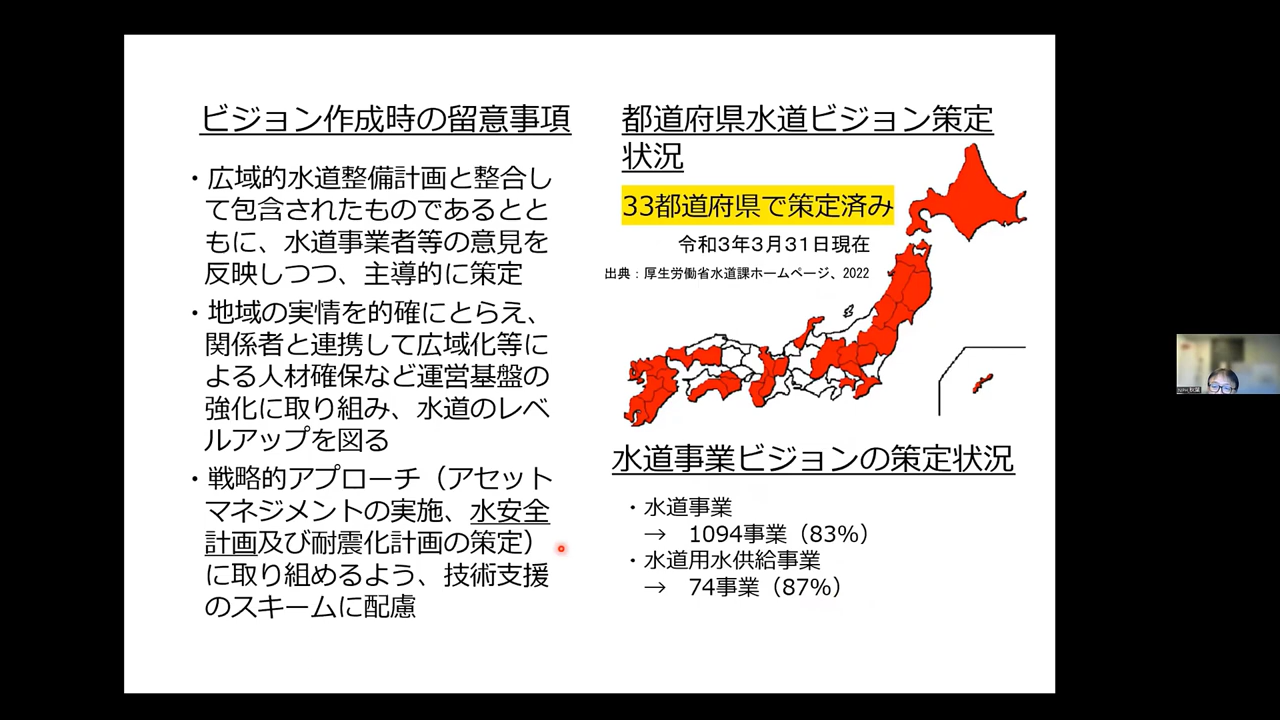 ビジョン作成時の留意事項
・広域的水道整備計画と整合し
て包含されたものであるとと
もに、水道事業者等の意見を
反映しつつ、主導的に策定
・地域の実情を的確にとらえ、
関係者と連携して広域化等に
よる人材確保など運営基盤の
強化に取り組み、水道のレベ
ルアップを図る
・戦略的アプローチ（アセット
マネジメントの実施、水安全
計画及び耐震化計画の策定）
に取り組めるよう、技術支援
のスキームに配慮
都道府県水道ビジョン策定
状況
33都道府県で策定済み
令和３年３月３１日現在
出典：厚生労働省水道課ホームページ、2022
水道事業ビジョンの策定状況
・水道事業
→ 1094事業（83%）
・水道用水供給事業
→ 74事業（87%）